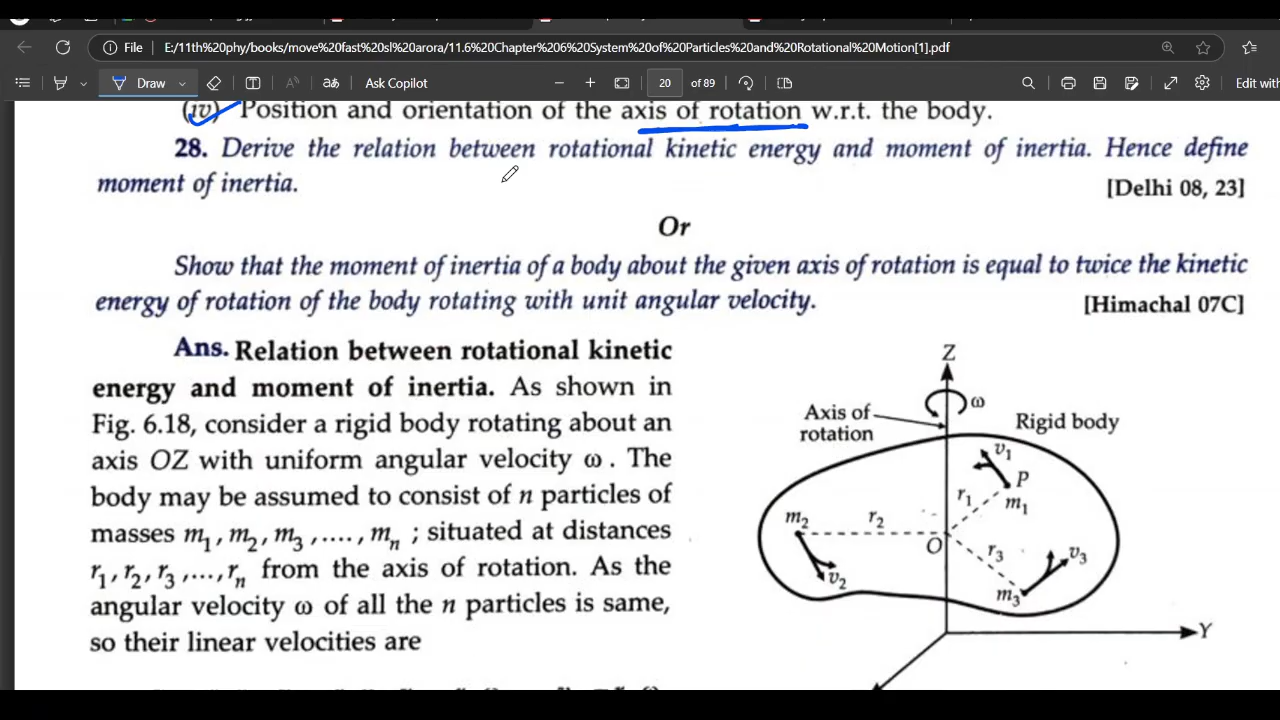 File
E:/11th%20phy/books/move%20fast%20sl%20arora/11.6%20Chapter%206%20System%20of%20Particles%20and%20Rotational%20Motion[1].pdf
Draw
Ask Copilot
20 of 89
Edit with
(iv) Position and orientation of the axis of rotation w.r.t. the body.
28. Derive the relation between rotational kinetic energy and moment of inertia. Hence define
moment of inertia. [Delhi 08, 23]
Or
Show that the moment of inertia of a body about the given axis of rotation is equal to twice the kinetic
energy of rotation of the body rotating with unit angular velocity. [Himachal 07C]
Ans. Relation between rotational kinetic
energy and moment of inertia. As shown in
Fig. 6.18, consider a rigid body rotating about an
axis OZ with uniform angular velocity ω . The
body may be assumed to consist of n particles of
masses m₁, m₂, m₃ ,...., mₙ ; situated at distances
r₁, r₂, r₃ ,..., rₙ from the axis of rotation. As the
angular velocity ω of all the n particles is same,
so their linear velocities are
Z
ω
Axis of
rotation
Rigid body
v₁
P
r₁
m₁
m₂
r₂
O
r₃
v₃
v₂
m₃
Y